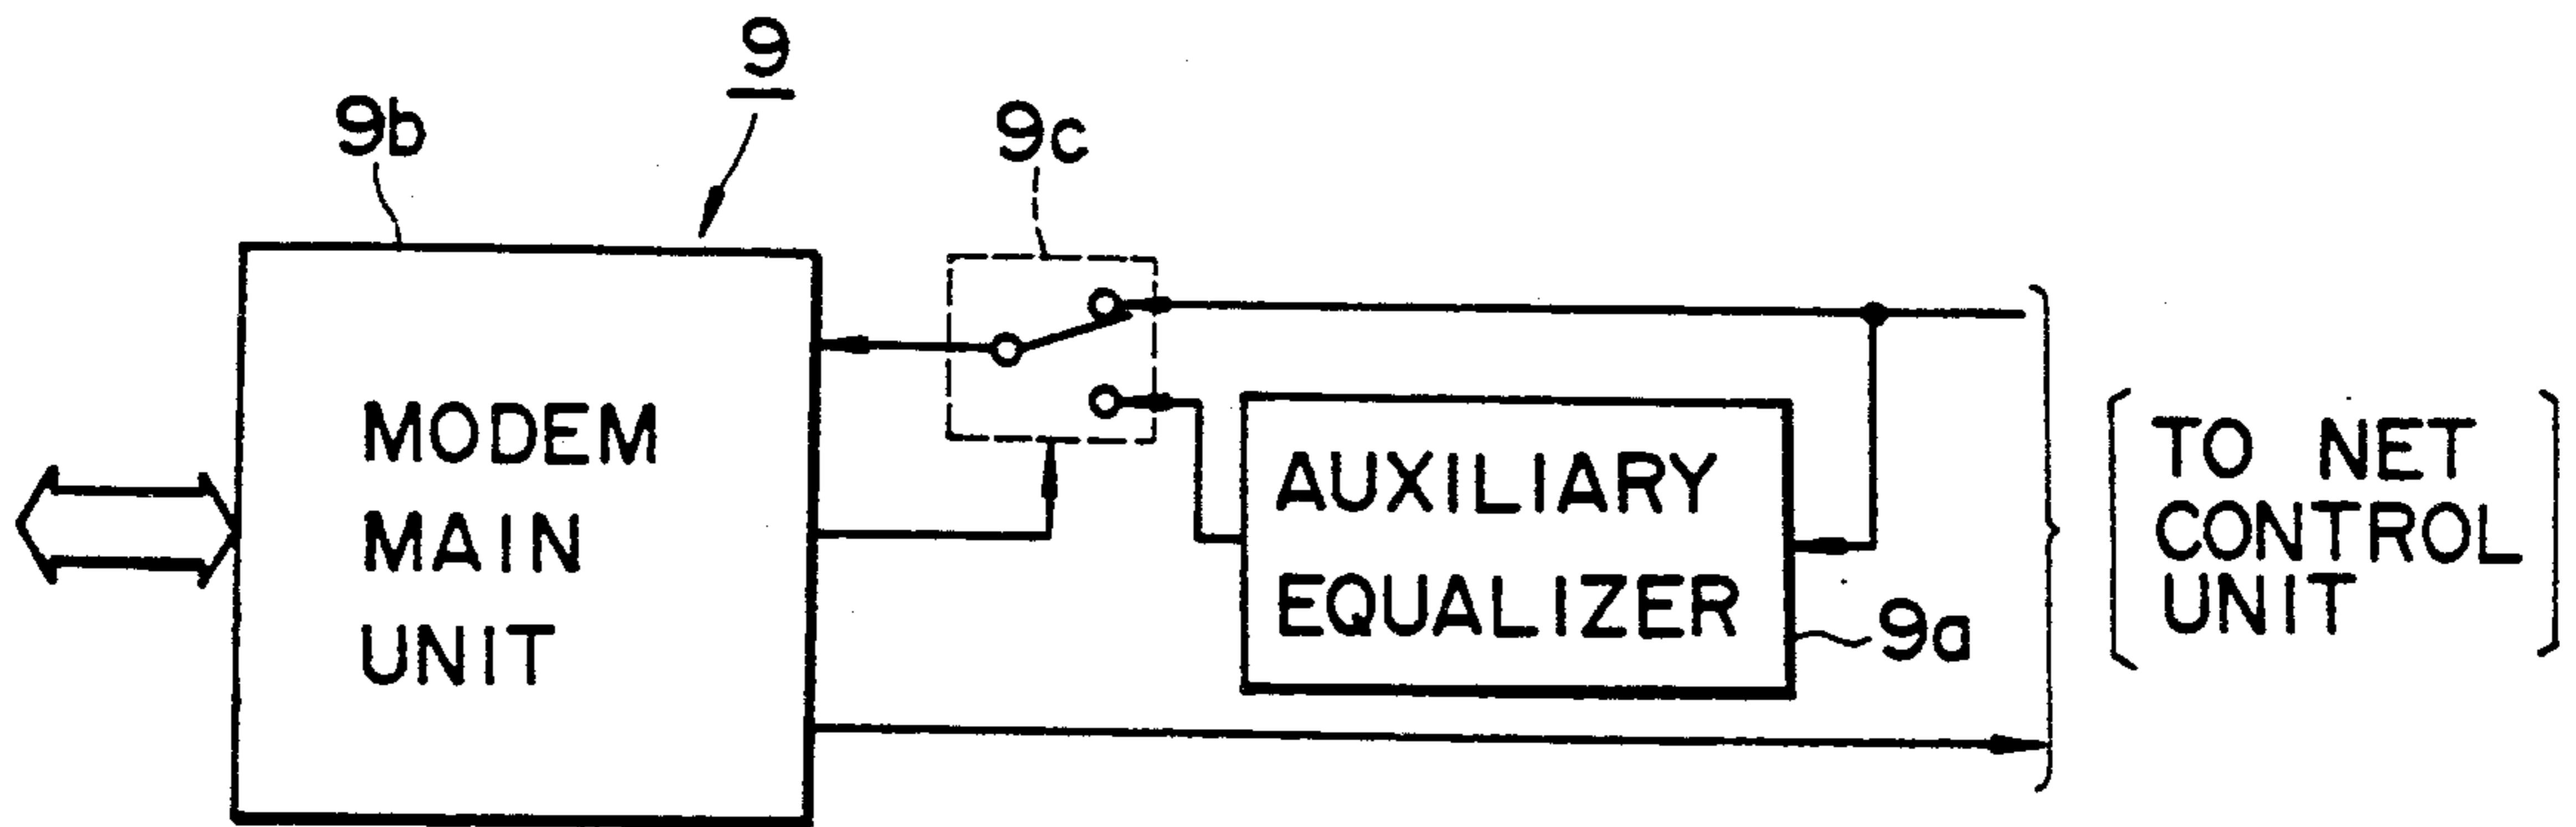 9
9b
9c
MODEM
MAIN
UNIT
AUXILIARY
EQUALIZER
9a
TO NET
CONTROL
UNIT